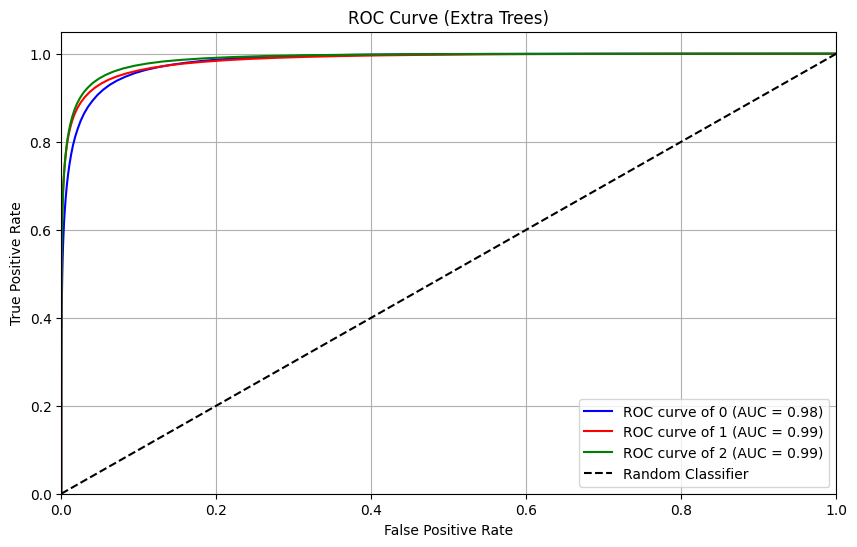 ROC Curve (Extra Trees)
1.0
0.8
0.6
0.4
0.2
0.0
True Positive Rate
0.0 0.2 0.4 0.6 0.8 1.0
False Positive Rate
ROC curve of 0 (AUC = 0.98)
ROC curve of 1 (AUC = 0.99)
ROC curve of 2 (AUC = 0.99)
Random Classifier